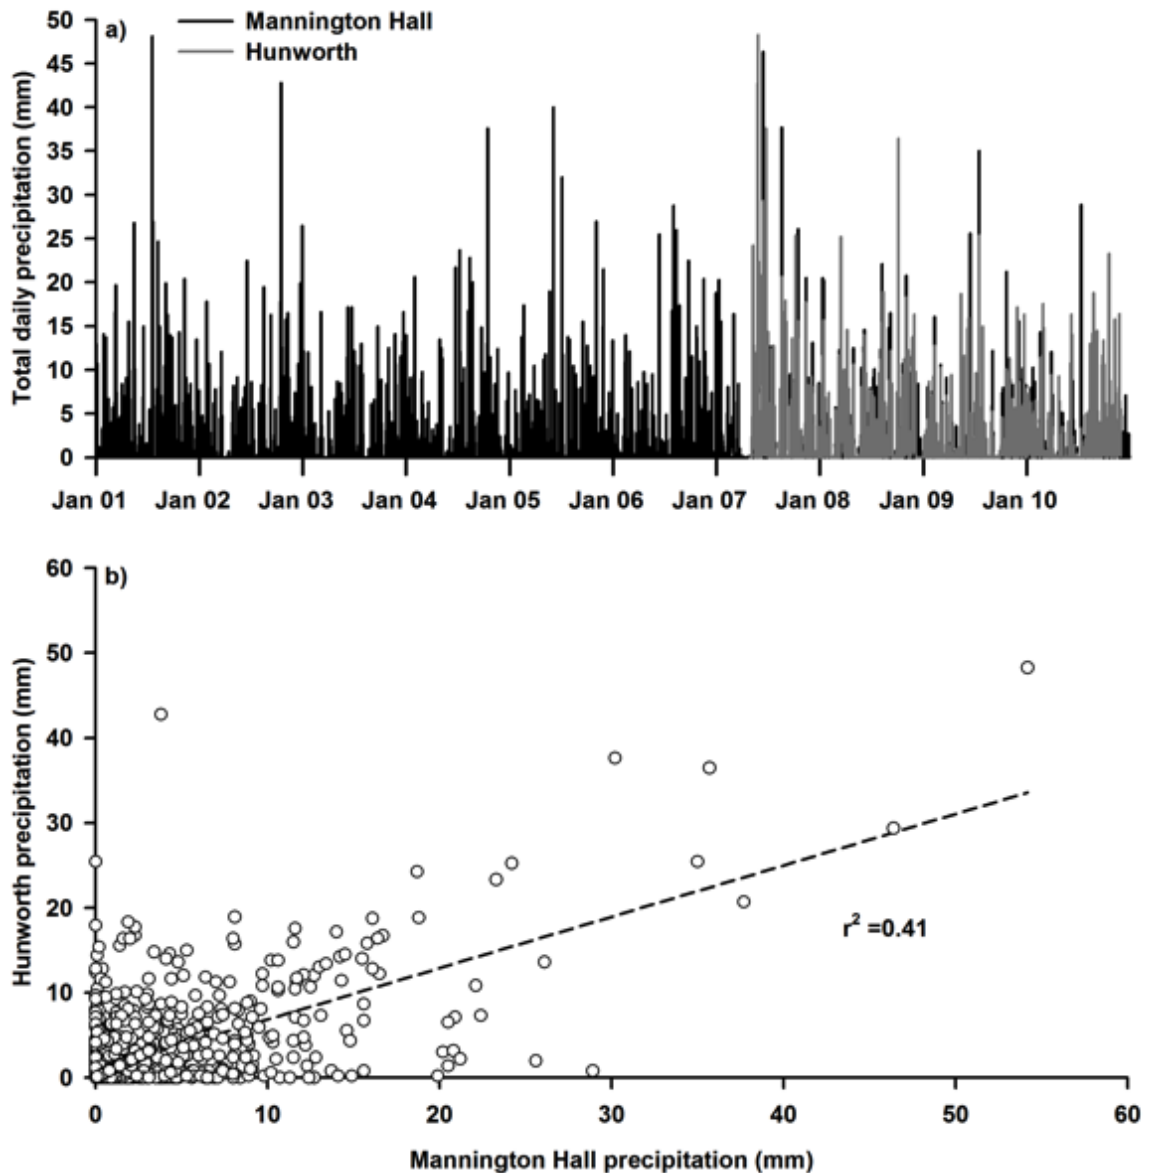 a)
Mannington Hall
Hunworth
Total daily precipitation (mm)
50
45
40
35
30
25
20
15
10
5
0
Jan 01 Jan 02 Jan 03 Jan 04 Jan 05 Jan 06 Jan 07 Jan 08 Jan 09 Jan 10
b)
Hunworth precipitation (mm)
60
50
40
30
20
10
0
r² =0.41
0 10 20 30 40 50 60
Mannington Hall precipitation (mm)